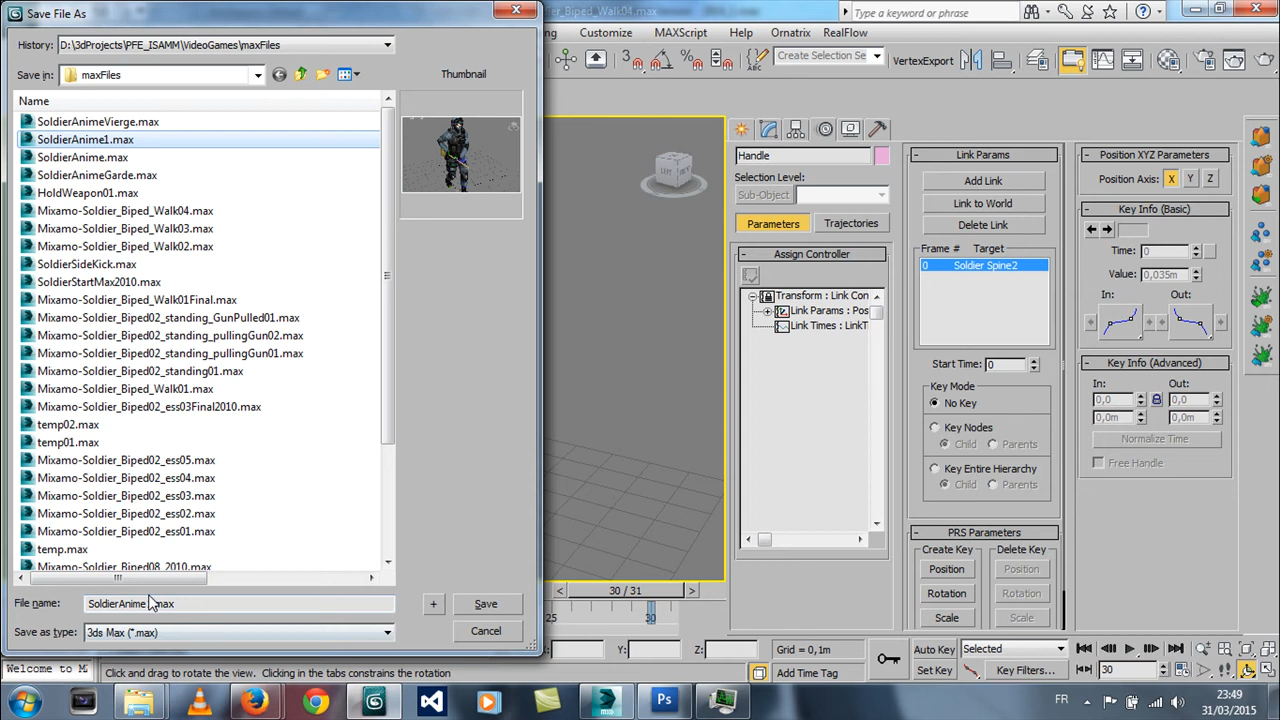 Save File As
Soldier_Biped_Walk04.max
Type a keyword or phrase
History:
D:\3dProjects\PFE_ISAMM\VideoGames\maxFiles
Customize
MAXScript
Help
Ornatrix
RealFlow
Save in:
maxFiles
Thumbnail
Create Selection Se
VertexExport
Name
SoldierAnimeVierge.max
SoldierAnime1.max
SoldierAnime.max
SoldierAnimeGarde.max
HoldWeapon01.max
Mixamo-Soldier_Biped_Walk04.max
Mixamo-Soldier_Biped_Walk03.max
Mixamo-Soldier_Biped_Walk02.max
SoldierSideKick.max
SoldierStartMax2010.max
Mixamo-Soldier_Biped_Walk01Final.max
Mixamo-Soldier_Biped02_standing_GunPulled01.max
Mixamo-Soldier_Biped02_standing_pullingGun02.max
Mixamo-Soldier_Biped02_standing_pullingGun01.max
Mixamo-Soldier_Biped02_standing01.max
Mixamo-Soldier_Biped_Walk01.max
Mixamo-Soldier_Biped02_ess03Final2010.max
temp02.max
temp01.max
Mixamo-Soldier_Biped02_ess05.max
Mixamo-Soldier_Biped02_ess04.max
Mixamo-Soldier_Biped02_ess03.max
Mixamo-Soldier_Biped02_ess02.max
Mixamo-Soldier_Biped02_ess01.max
temp.max
Mixamo-Soldier_Biped08_2010.max
File name:
SoldierAnime
max
+
Save
Save as type:
3ds Max (*.max)
Cancel
Handle
Selection Level:
Sub-Object
Parameters
Trajectories
Assign Controller
Transform : Link Con
Link Params : Pos
Link Times : LinkT
Link Params
Add Link
Link to World
Delete Link
Frame #
Target
0
Soldier Spine2
Start Time:
0
Key Mode
No Key
Key Nodes
Child
Parents
Key Entire Hierarchy
Child
Parents
PRS Parameters
Create Key
Delete Key
Position
Position
Rotation
Rotation
Scale
Scale
Position XYZ Parameters
Position Axis:
X
Y
Z
Key Info (Basic)
Time:
0
Value:
0,035m
In:
Out:
Key Info (Advanced)
In:
Out:
0,0
0,0
0,0m
0,0m
Normalize Time
Free Handle
30 / 31
25
30
Y:
Z:
Grid = 0,1m
Auto Key
Selected
Welcome to M
Click and drag to rotate the view. Clicking in the tabs constrains the rotation
Add Time Tag
Set Key
Key Filters...
30
FR
23:49
31/03/2015